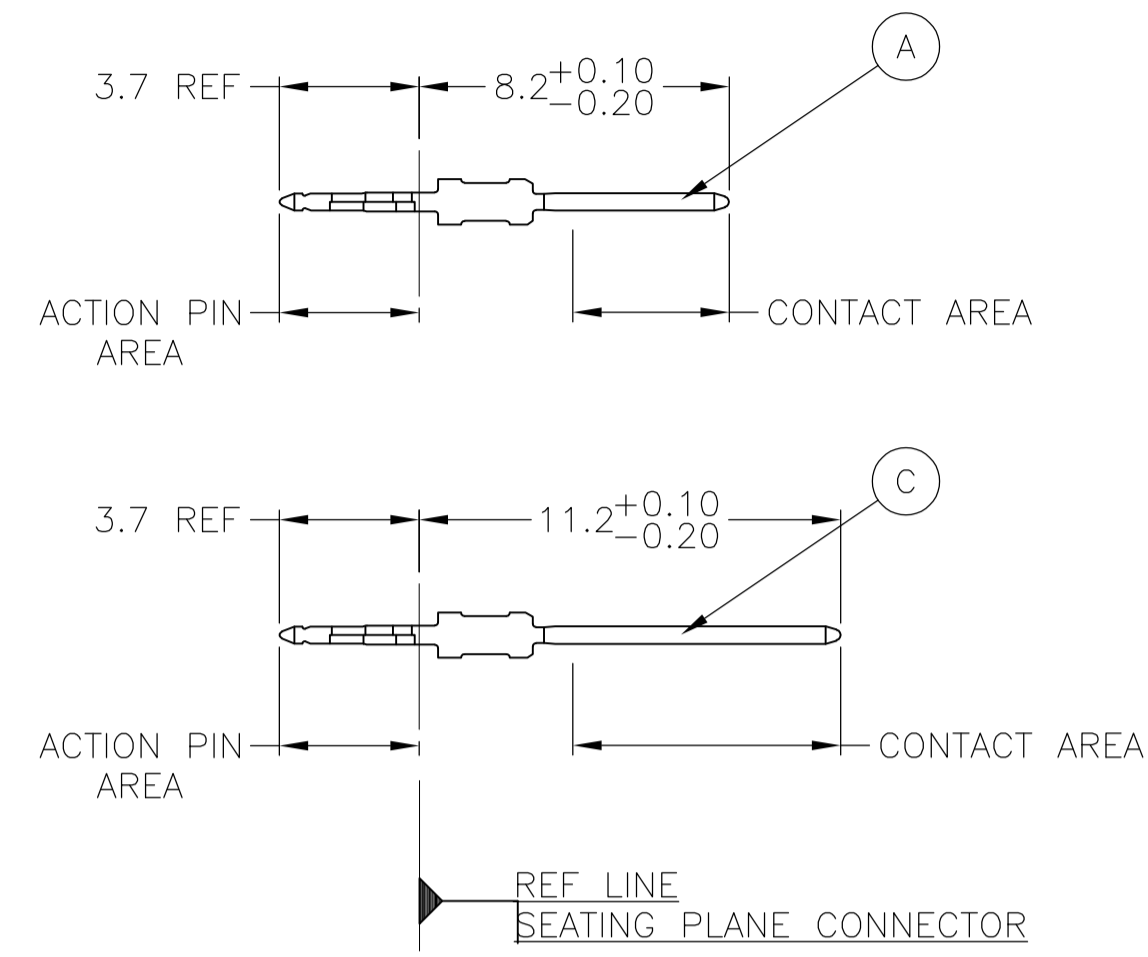 A
3.7 REF
8.2 +0.10
-0.20
ACTION PIN
AREA
CONTACT AREA
C
3.7 REF
11.2 +0.10
-0.20
ACTION PIN
AREA
CONTACT AREA
REF LINE
SEATING PLANE CONNECTOR